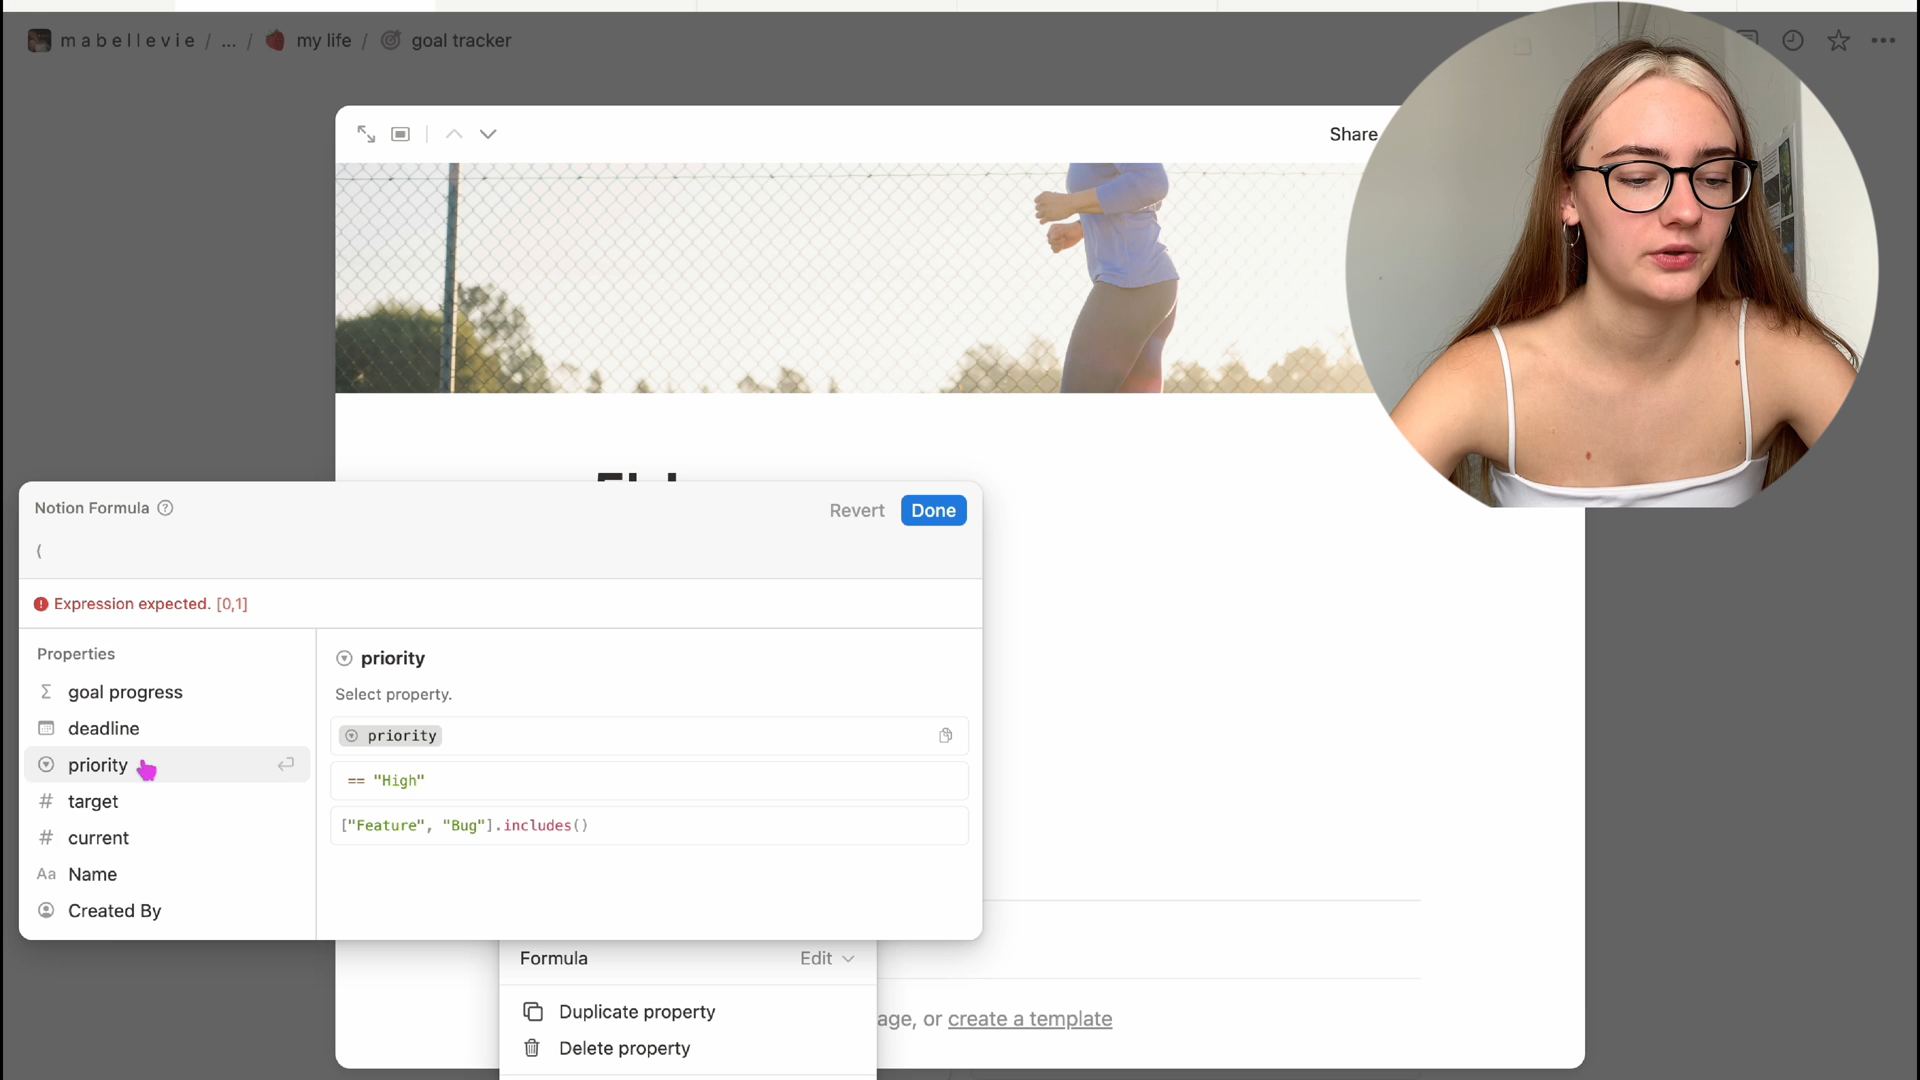 mabellevie / ... / my life / goal tracker
Share
Notion Formula ?
Revert Done
(
Expression expected. [0,1]
Properties
goal progress
deadline
priority
target
current
Name
Created By
priority
Select property.
priority
== "High"
["Feature", "Bug"].includes()
Formula Edit
Duplicate property
Delete property
age, or create a template